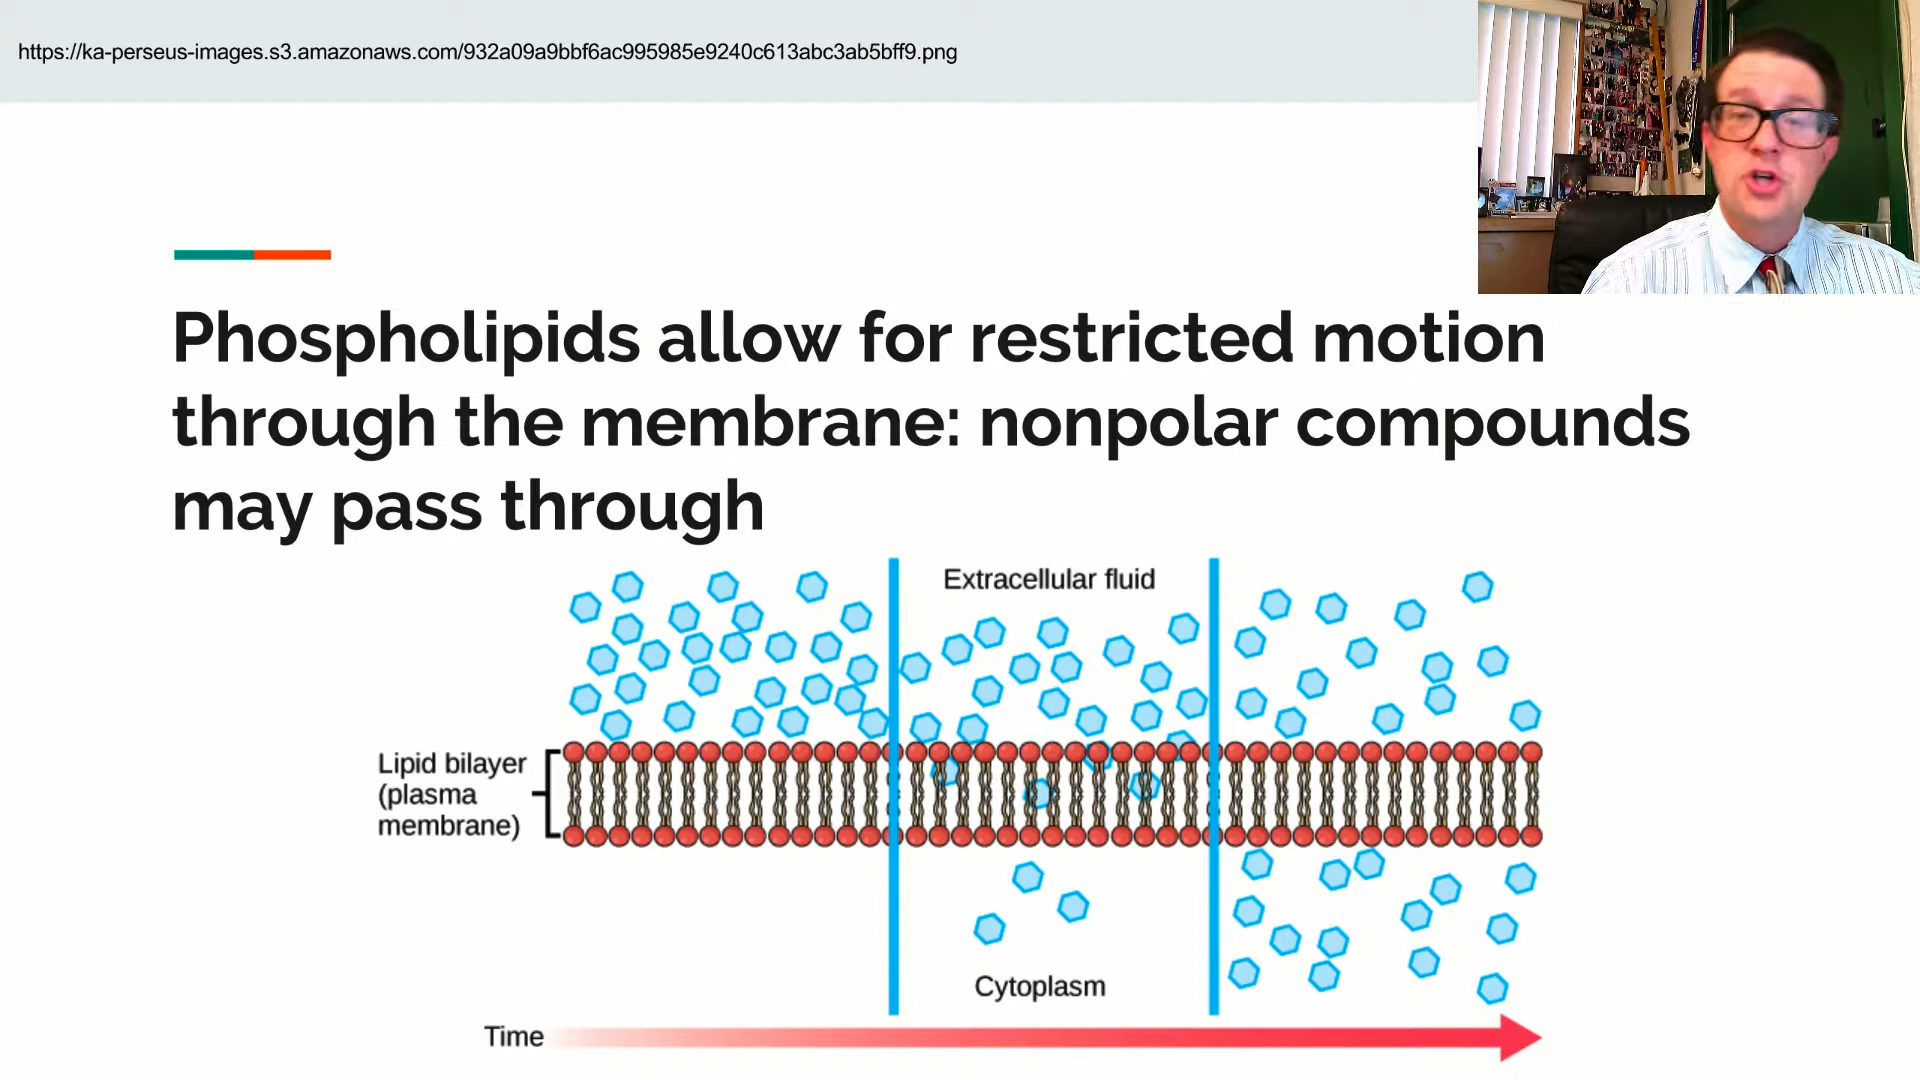 https://ka-perseus-images.s3.amazonaws.com/932a09a9bbf6ac995985e9240c613abc3ab5bff9.png
Phospholipids allow for restricted motion
through the membrane: nonpolar compounds
may pass through
Extracellular fluid
Lipid bilayer
(plasma
membrane)
Cytoplasm
Time